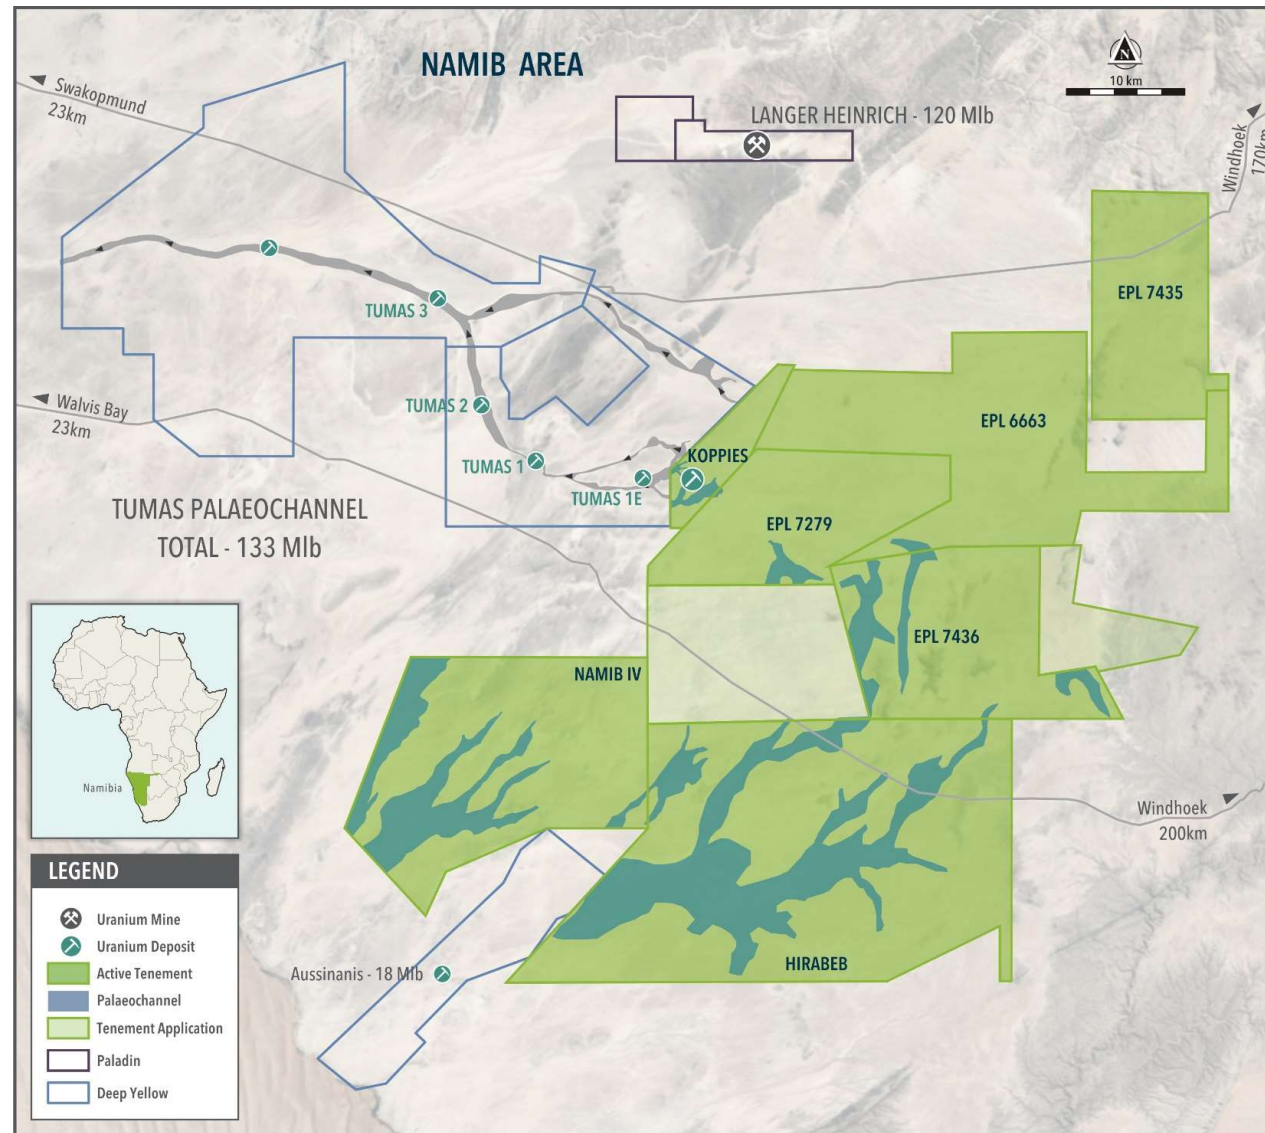 NAMIB AREA
N
10 km
Swakopmund
23km
LANGER HEINRICH - 120 Mlb
Windhoek
170km
EPL 7435
TUMAS 3
EPL 6663
Walvis Bay
23km
TUMAS 2
KOPPIES
TUMAS 1
TUMAS 1E
TUMAS PALAEOCHANNEL
TOTAL - 133 Mlb
EPL 7279
EPL 7436
NAMIB IV
Namibia
Windhoek
200km
LEGEND
Uranium Mine
Uranium Deposit
Active Tenement
Palaeochannel
Tenement Application
Paladin
Deep Yellow
Aussinanis - 18 Mlb
HIRABEB